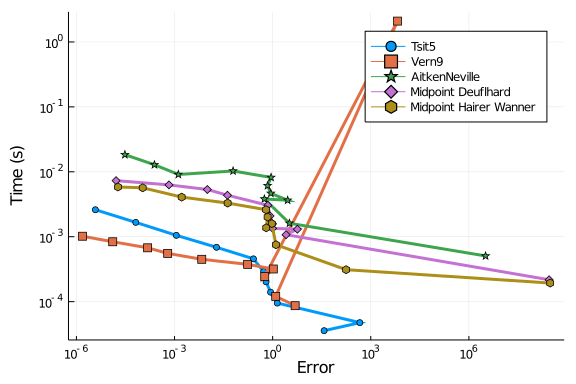 10⁰
10⁻¹
10⁻²
10⁻³
10⁻⁴
Time (s)
Tsit5
Vern9
AitkenNeville
Midpoint Deuflhard
Midpoint Hairer Wanner
10⁻⁶ 10⁻³ 10⁰ 10³ 10⁶
Error